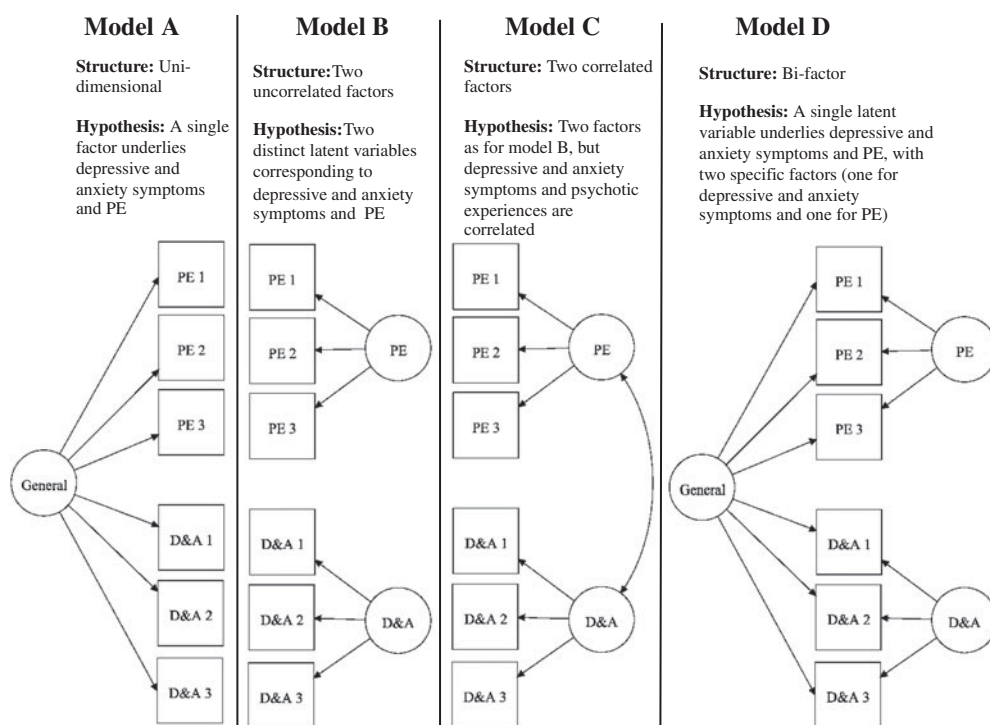 Model A
Structure: Uni-
dimensional
Hypothesis: A single
factor underlies
depressive and
anxiety symptoms
and PE
PE 1
PE 2
PE 3
General
D&A 1
D&A 2
D&A 3
Model B
Structure:Two
uncorrelated factors
Hypothesis:Two
distinct latent variables
corresponding to
depressive and anxiety
symptoms and PE
PE 1
PE 2
PE
PE 3
D&A 1
D&A 2
D&A
D&A 3
Model C
Structure: Two correlated
factors
Hypothesis: Two factors
as for model B, but
depressive and anxiety
symptoms and psychotic
experiences are
correlated
PE 1
PE 2
PE
PE 3
D&A 1
D&A 2
D&A
D&A 3
Model D
Structure: Bi-factor
Hypothesis: A single latent
variable underlies depressive and
anxiety symptoms and PE, with
two specific factors (one for
depressive and anxiety
symptoms and one for PE)
PE 1
PE 2
PE
PE 3
General
D&A 1
D&A 2
D&A
D&A 3